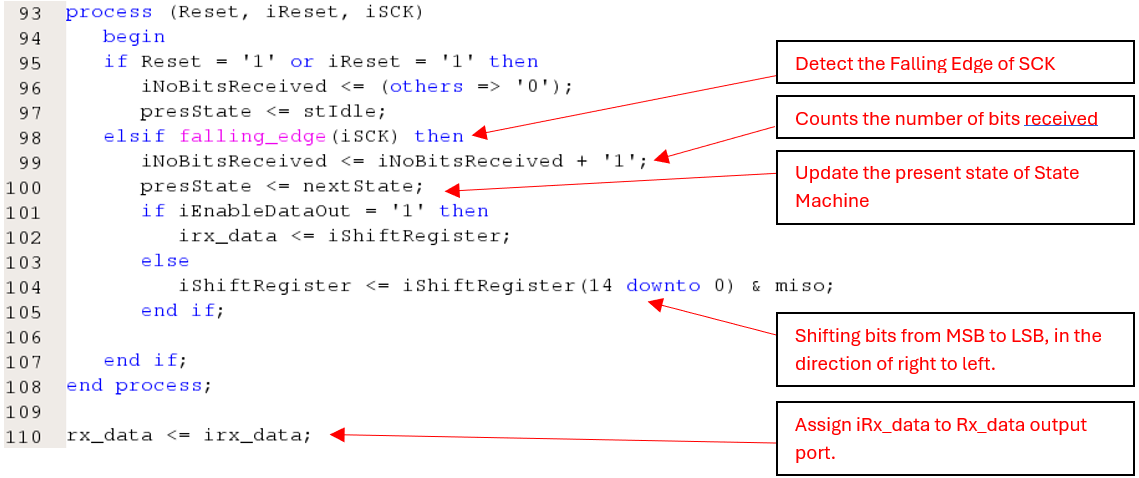 93 process (Reset, iReset, iSCK)
94 begin
95 if Reset = '1' or iReset = '1' then
96 iNoBitsReceived <= (others => '0');
97 presState <= stIdle;
98 elsif falling_edge(iSCK) then
99 iNoBitsReceived <= iNoBitsReceived + '1';
100 presState <= nextState;
101 if iEnableDataOut = '1' then
102 irx_data <= iShiftRegister;
103 else
104 iShiftRegister <= iShiftRegister(14 downto 0) & miso;
105 end if;
106
107 end if;
108 end process;
109
110 rx_data <= irx_data;
Detect the Falling Edge of SCK
Counts the number of bits received
Update the present state of State
Machine
Shifting bits from MSB to LSB, in the
direction of right to left.
Assign iRx_data to Rx_data output
port.